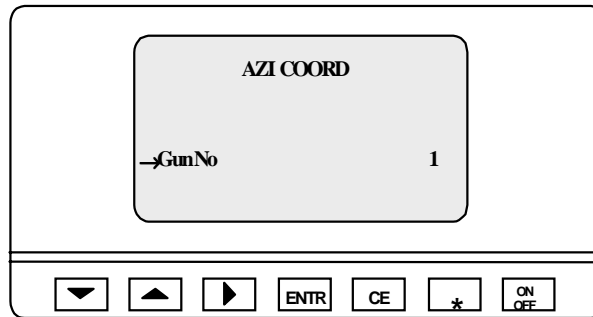 AZI COORD
→GunNo 1
ENTR CE * ON
OFF